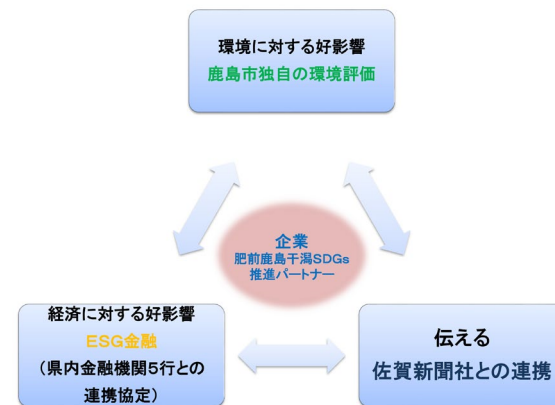 環境に対する好影響
鹿島市独自の環境評価
企業
肥前鹿島干潟SDGs
推進パートナー
経済に対する好影響
ESG金融
(県内金融機関5行との
連携協定)
伝える
佐賀新聞社との連携